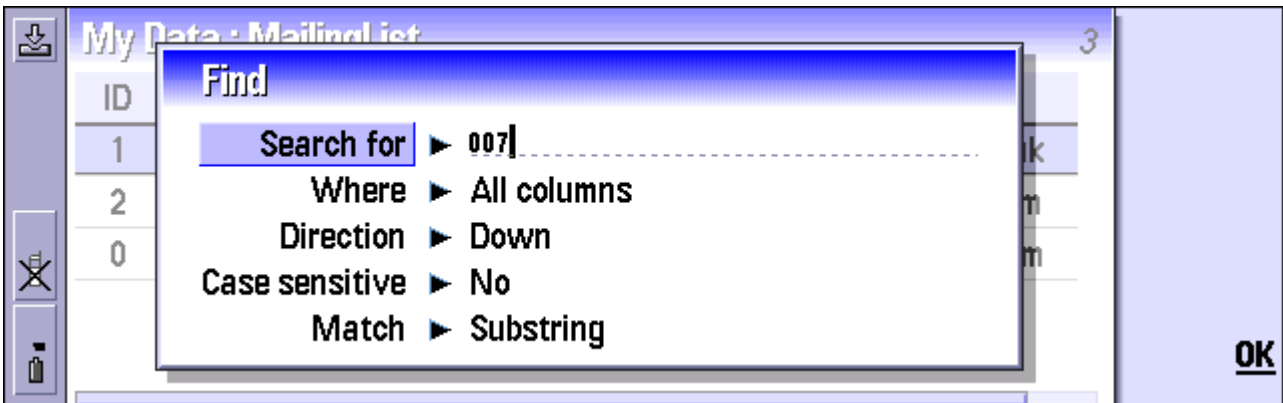 My Data : MailingList
3
ID
Find
Search for 007
1
k
Where All columns
2
m
Direction Down
0
m
Case sensitive No
Match Substring
OK